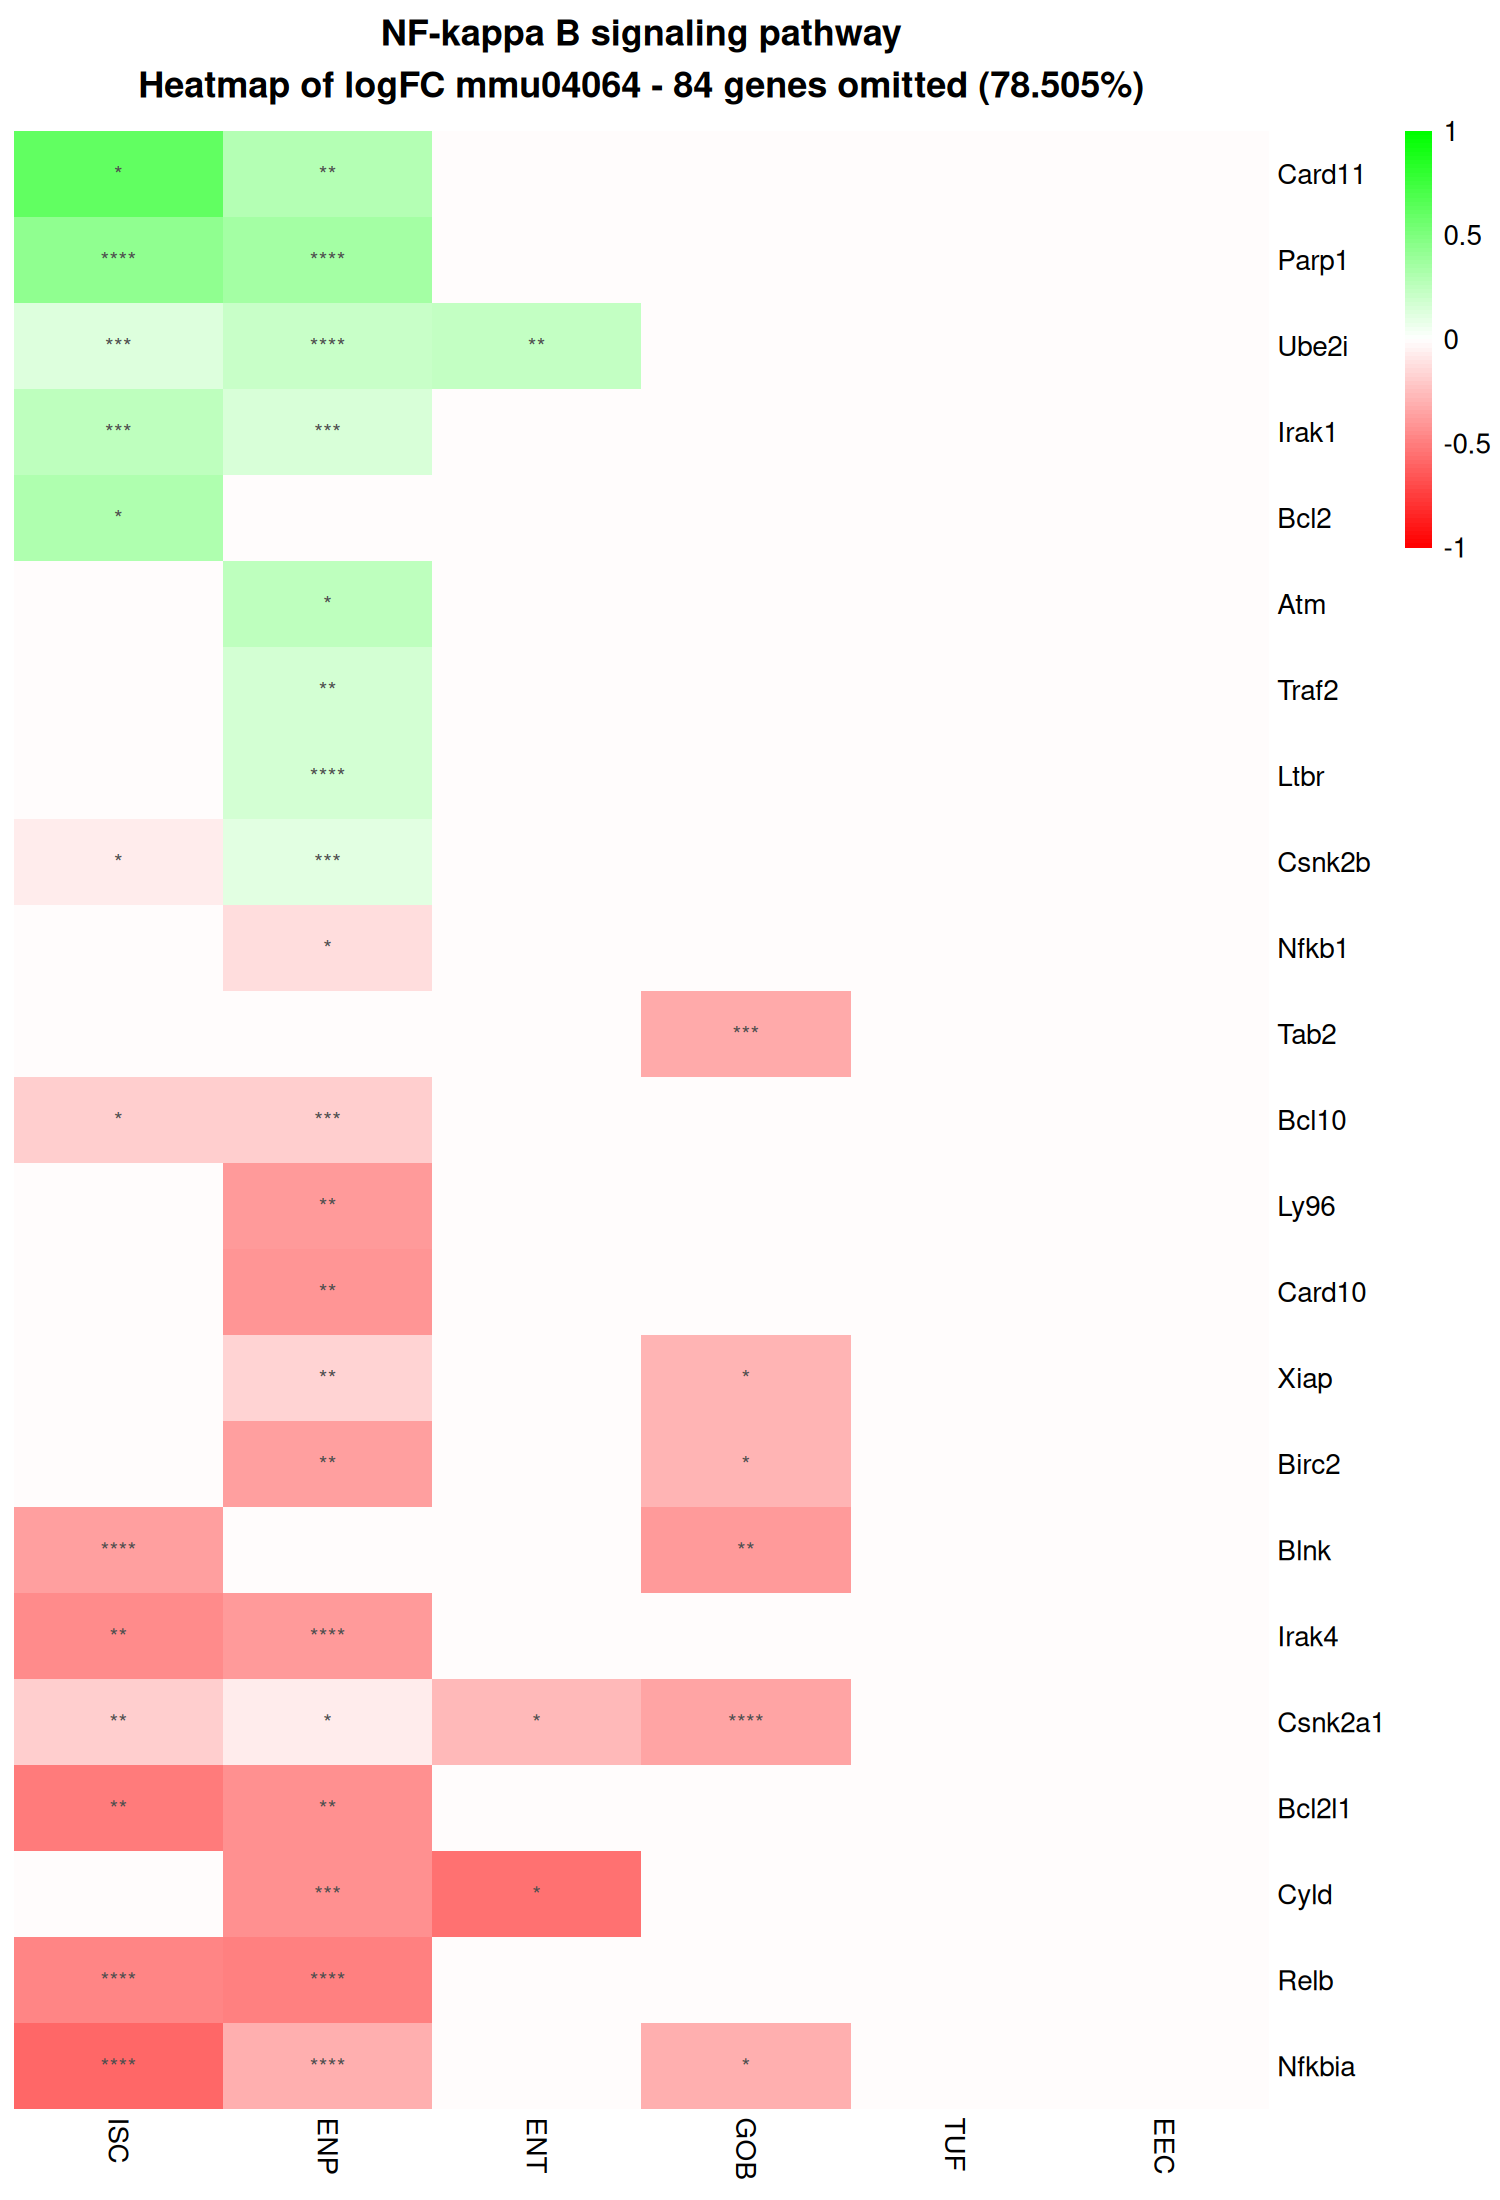 NF-kappa B signaling pathway
Heatmap of logFC mmu04064 - 84 genes omitted (78.505%)
1
0.5
0
-0.5
-1
* ** Card11
**** **** Parp1
*** **** ** Ube2i
*** *** Irak1
* Bcl2
* Atm
** Traf2
**** Ltbr
* *** Csnk2b
* Nfkb1
*** Tab2
* *** Bcl10
** Ly96
** Card10
** * Xiap
** * Birc2
**** ** Blnk
** **** Irak4
** * * **** Csnk2a1
** ** Bcl2l1
*** * Cyld
**** **** Relb
**** **** * Nfkbia
ISC ENP ENT GOB TUF EEC